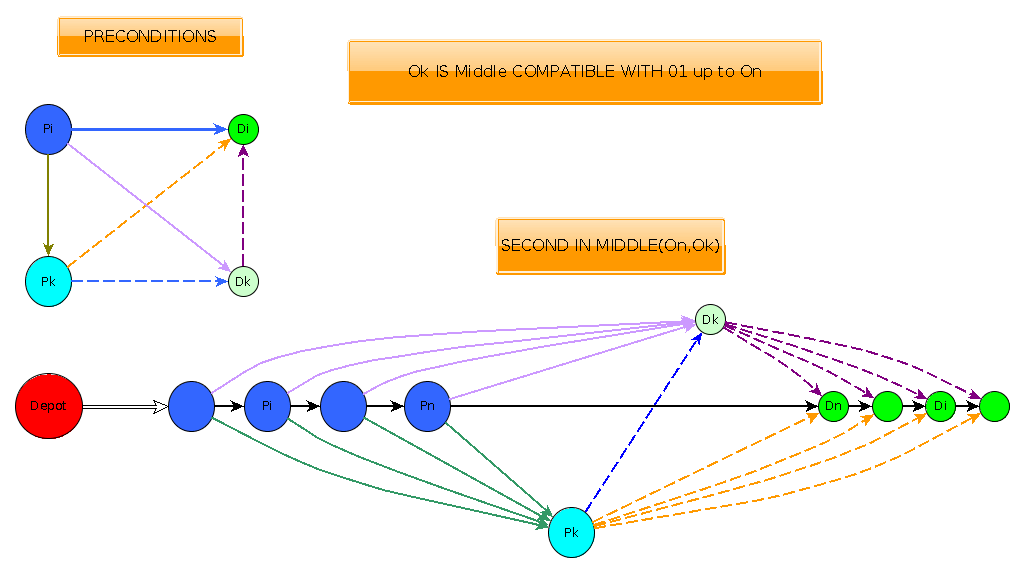 PRECONDITIONS
Ok IS Middle COMPATIBLE WITH 01 up to On
Pi
Di
Pk
Dk
SECOND IN MIDDLE(On,Ok)
Dk
Depot
Pi
Pn
Dn
Di
Pk